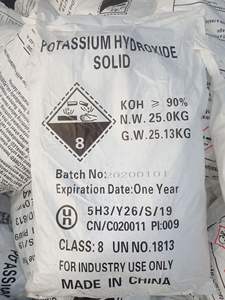 POTASSIUM HYDROXIDE
SOLID
8
KOH ≥ 90%
N.W. 25.0KG
G.W. 25.13KG
Batch No: 20200101
Expiration Date: One Year
un 5H3/Y26/S/19
CN/C020011 PI:009
CLASS: 8 UN NO.1813
FOR INDUSTRY USE ONLY
MADE IN CHINA